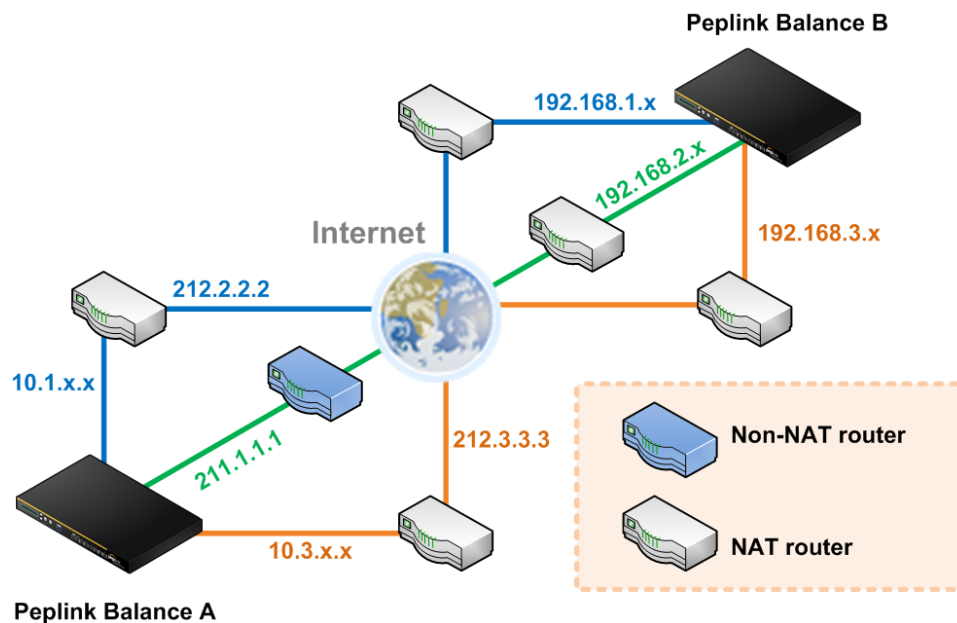 Peplink Balance B
192.168.1.x
192.168.2.x
Internet
192.168.3.x
212.2.2.2
10.1.x.x
211.1.1.1
212.3.3.3
Non-NAT router
10.3.x.x
NAT router
Peplink Balance A